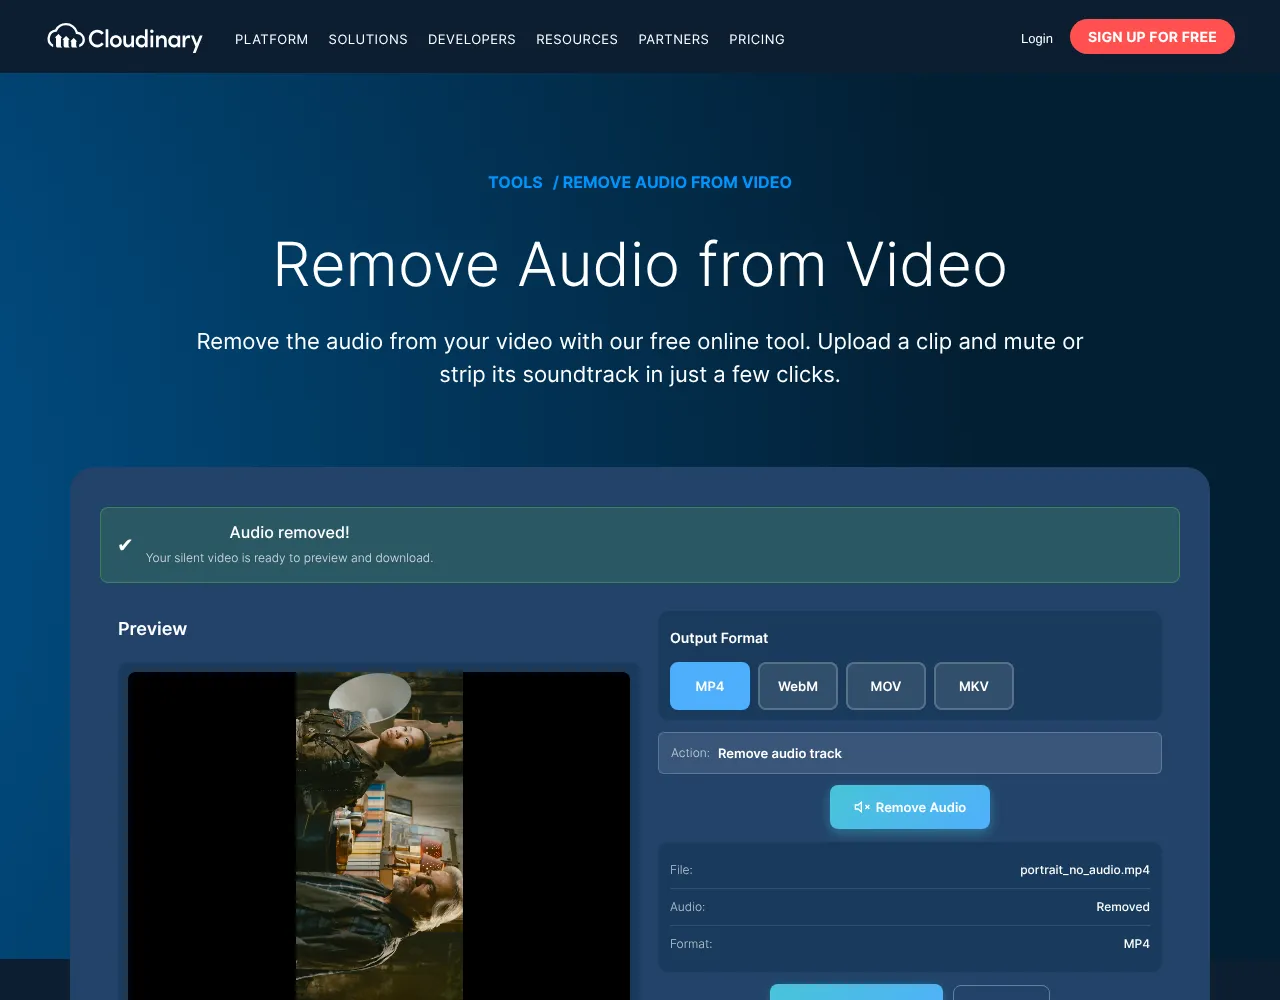 Cloudinary
PLATFORM
SOLUTIONS
DEVELOPERS
RESOURCES
PARTNERS
PRICING
Login
SIGN UP FOR FREE
TOOLS / REMOVE AUDIO FROM VIDEO
Remove Audio from Video
Remove the audio from your video with our free online tool. Upload a clip and mute or
strip its soundtrack in just a few clicks.
Audio removed!
Your silent video is ready to preview and download.
Preview
Output Format
MP4
WebM
MOV
MKV
Action: Remove audio track
Remove Audio
File: portrait_no_audio.mp4
Audio: Removed
Format: MP4